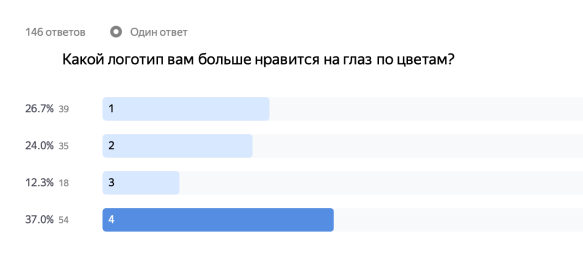 146 ответов Один ответ
Какой логотип вам больше нравится на глаз по цветам?
26.7% 39 1
24.0% 35 2
12.3% 18 3
37.0% 54 4